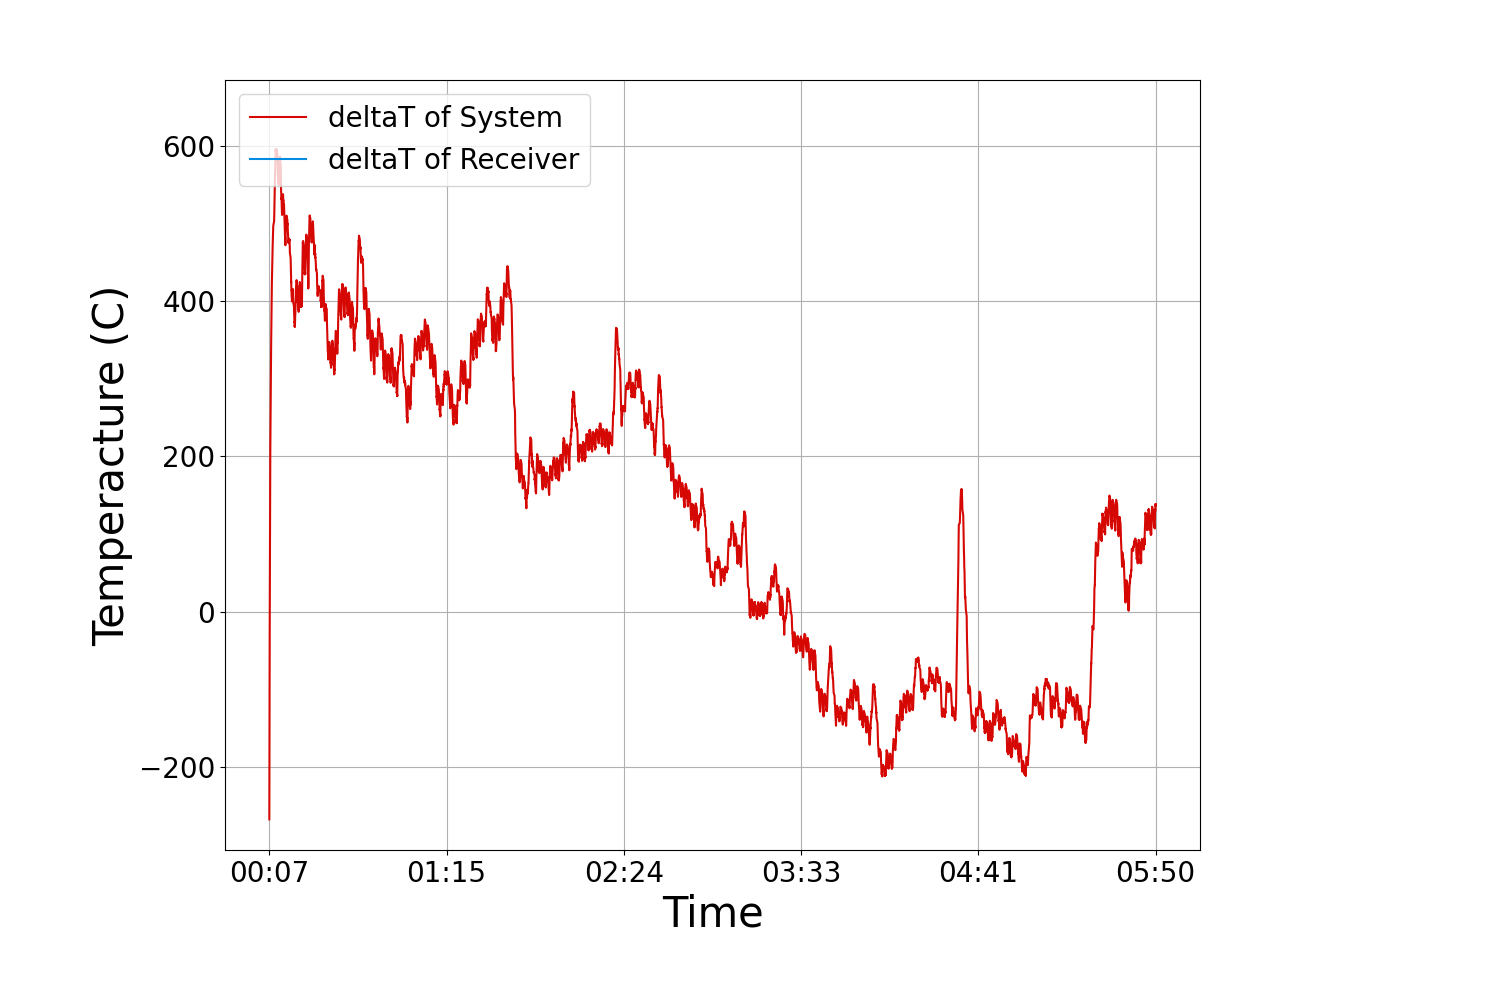 deltaT of System
deltaT of Receiver
600
400
200
0
−200
Temperacture (C)
00:07 01:15 02:24 03:33 04:41 05:50
Time